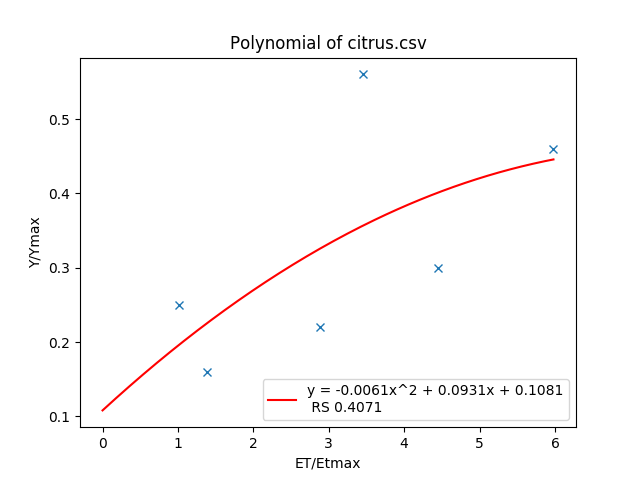 Polynomial of citrus.csv
Y/Ymax
0.5
0.4
0.3
0.2
0.1
y = -0.0061x^2 + 0.0931x + 0.1081
RS 0.4071
0 1 2 3 4 5 6
ET/Etmax